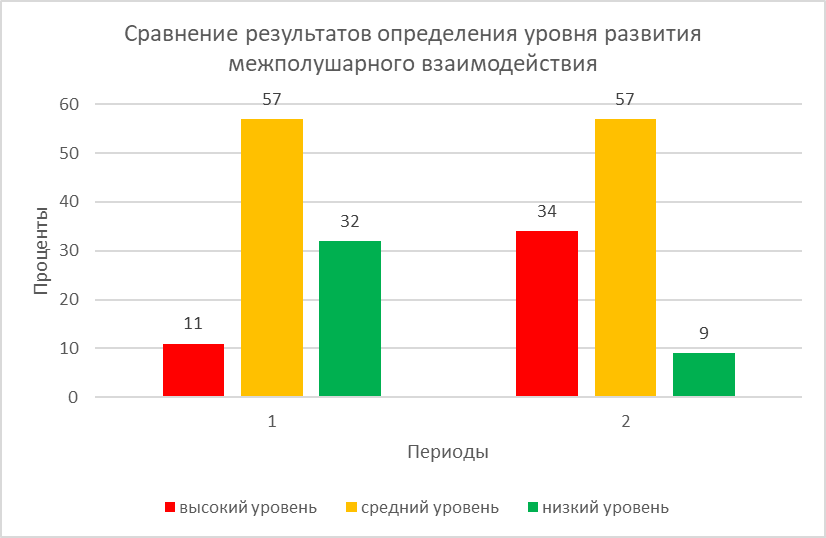 Сравнение результатов определения уровня развития
межполушарного взаимодействия
Проценты
60
50
40
30
20
10
0
11
57
32
34
57
9
1
2
Периоды
высокий уровень
средний уровень
низкий уровень